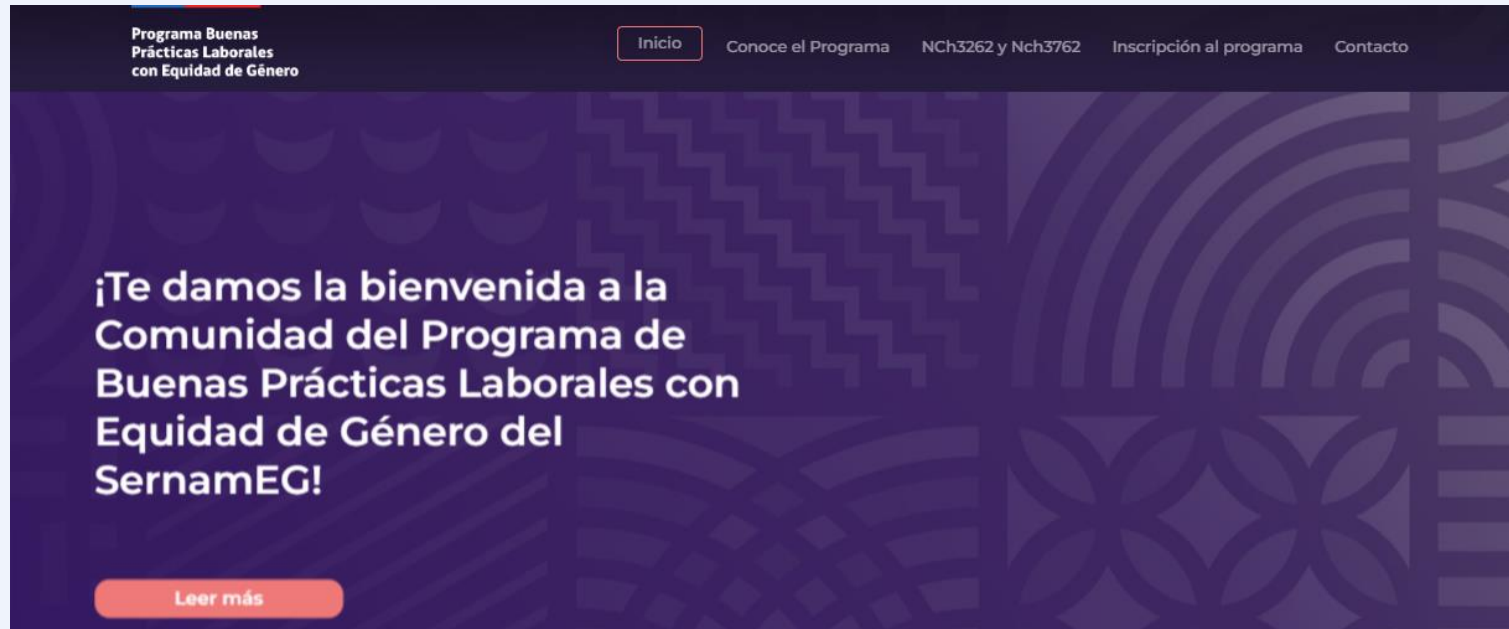 Programa Buenas
Prácticas Laborales
con Equidad de Género
Inicio
Conoce el Programa
NCh3262 y Nch3762
Inscripción al programa
Contacto
¡Te damos la bienvenida a la
Comunidad del Programa de
Buenas Prácticas Laborales con
Equidad de Género del
SernamEG!
Leer más